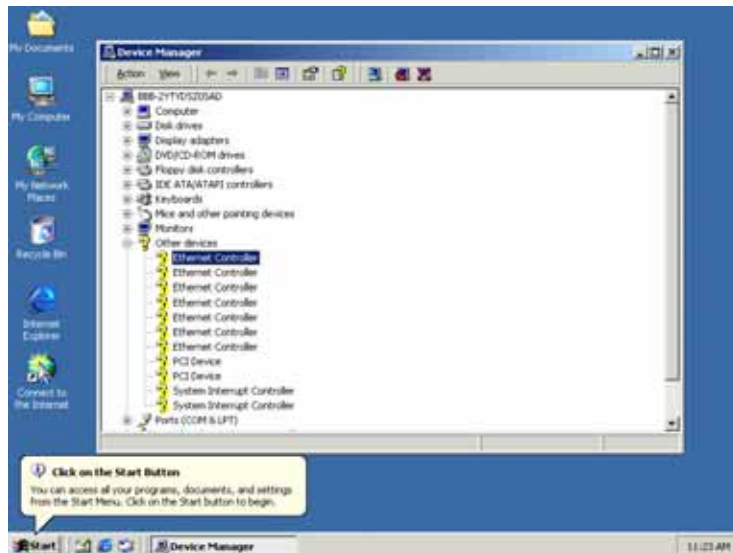 My Documents
My Computer
My Network
Places
Recycle Bin
Internet
Explorer
Connect to
the Internet
Device Manager
Action View
Computer
Disk drives
Display adapters
DVD/CD-ROM drives
Floppy disk controllers
IDE ATA/ATAPI controllers
Keyboards
Mice and other pointing devices
Monitors
Other devices
Ethernet Controller
Ethernet Controller
Ethernet Controller
Ethernet Controller
Ethernet Controller
Ethernet Controller
Ethernet Controller
PCI Device
PCI Device
System Interrupt Controller
System Interrupt Controller
Ports (COM & LPT)
Click on the Start Button
You can access all your programs, documents, and settings
from the Start Menu. Click on the Start button to begin.
Start
Device Manager
11:23 AM